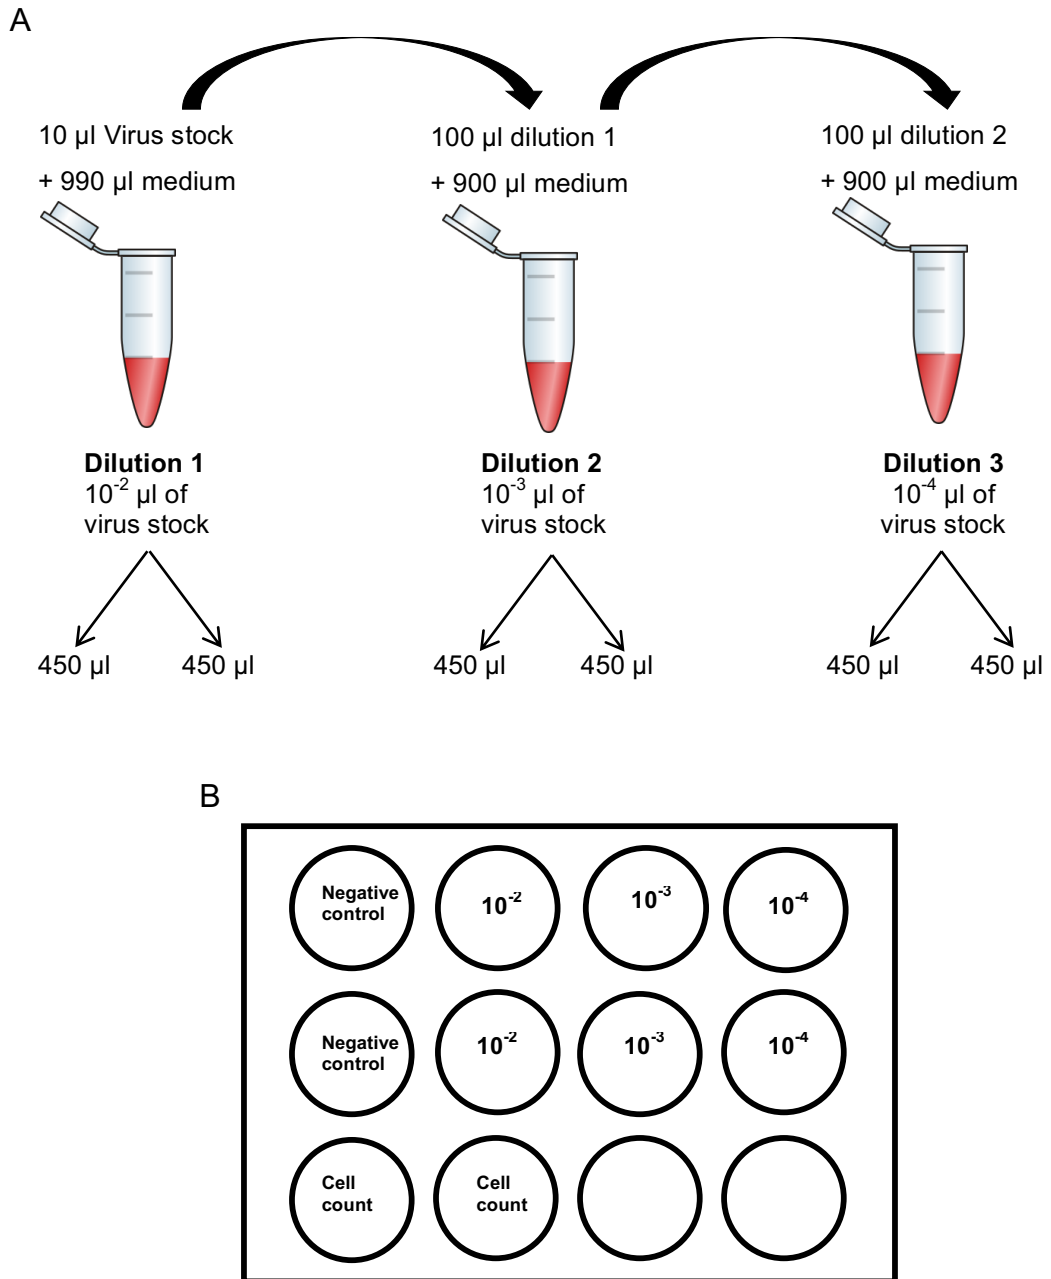 A
10 µl Virus stock
+ 990 µl medium
100 µl dilution 1
+ 900 µl medium
100 µl dilution 2
+ 900 µl medium
Dilution 1
10⁻² µl of
virus stock
Dilution 2
10⁻³ µl of
virus stock
Dilution 3
10⁻⁴ µl of
virus stock
450 µl 450 µl
450 µl 450 µl
450 µl 450 µl
B
Negative
control
10⁻²
10⁻³
10⁻⁴
Negative
control
10⁻²
10⁻³
10⁻⁴
Cell
count
Cell
count